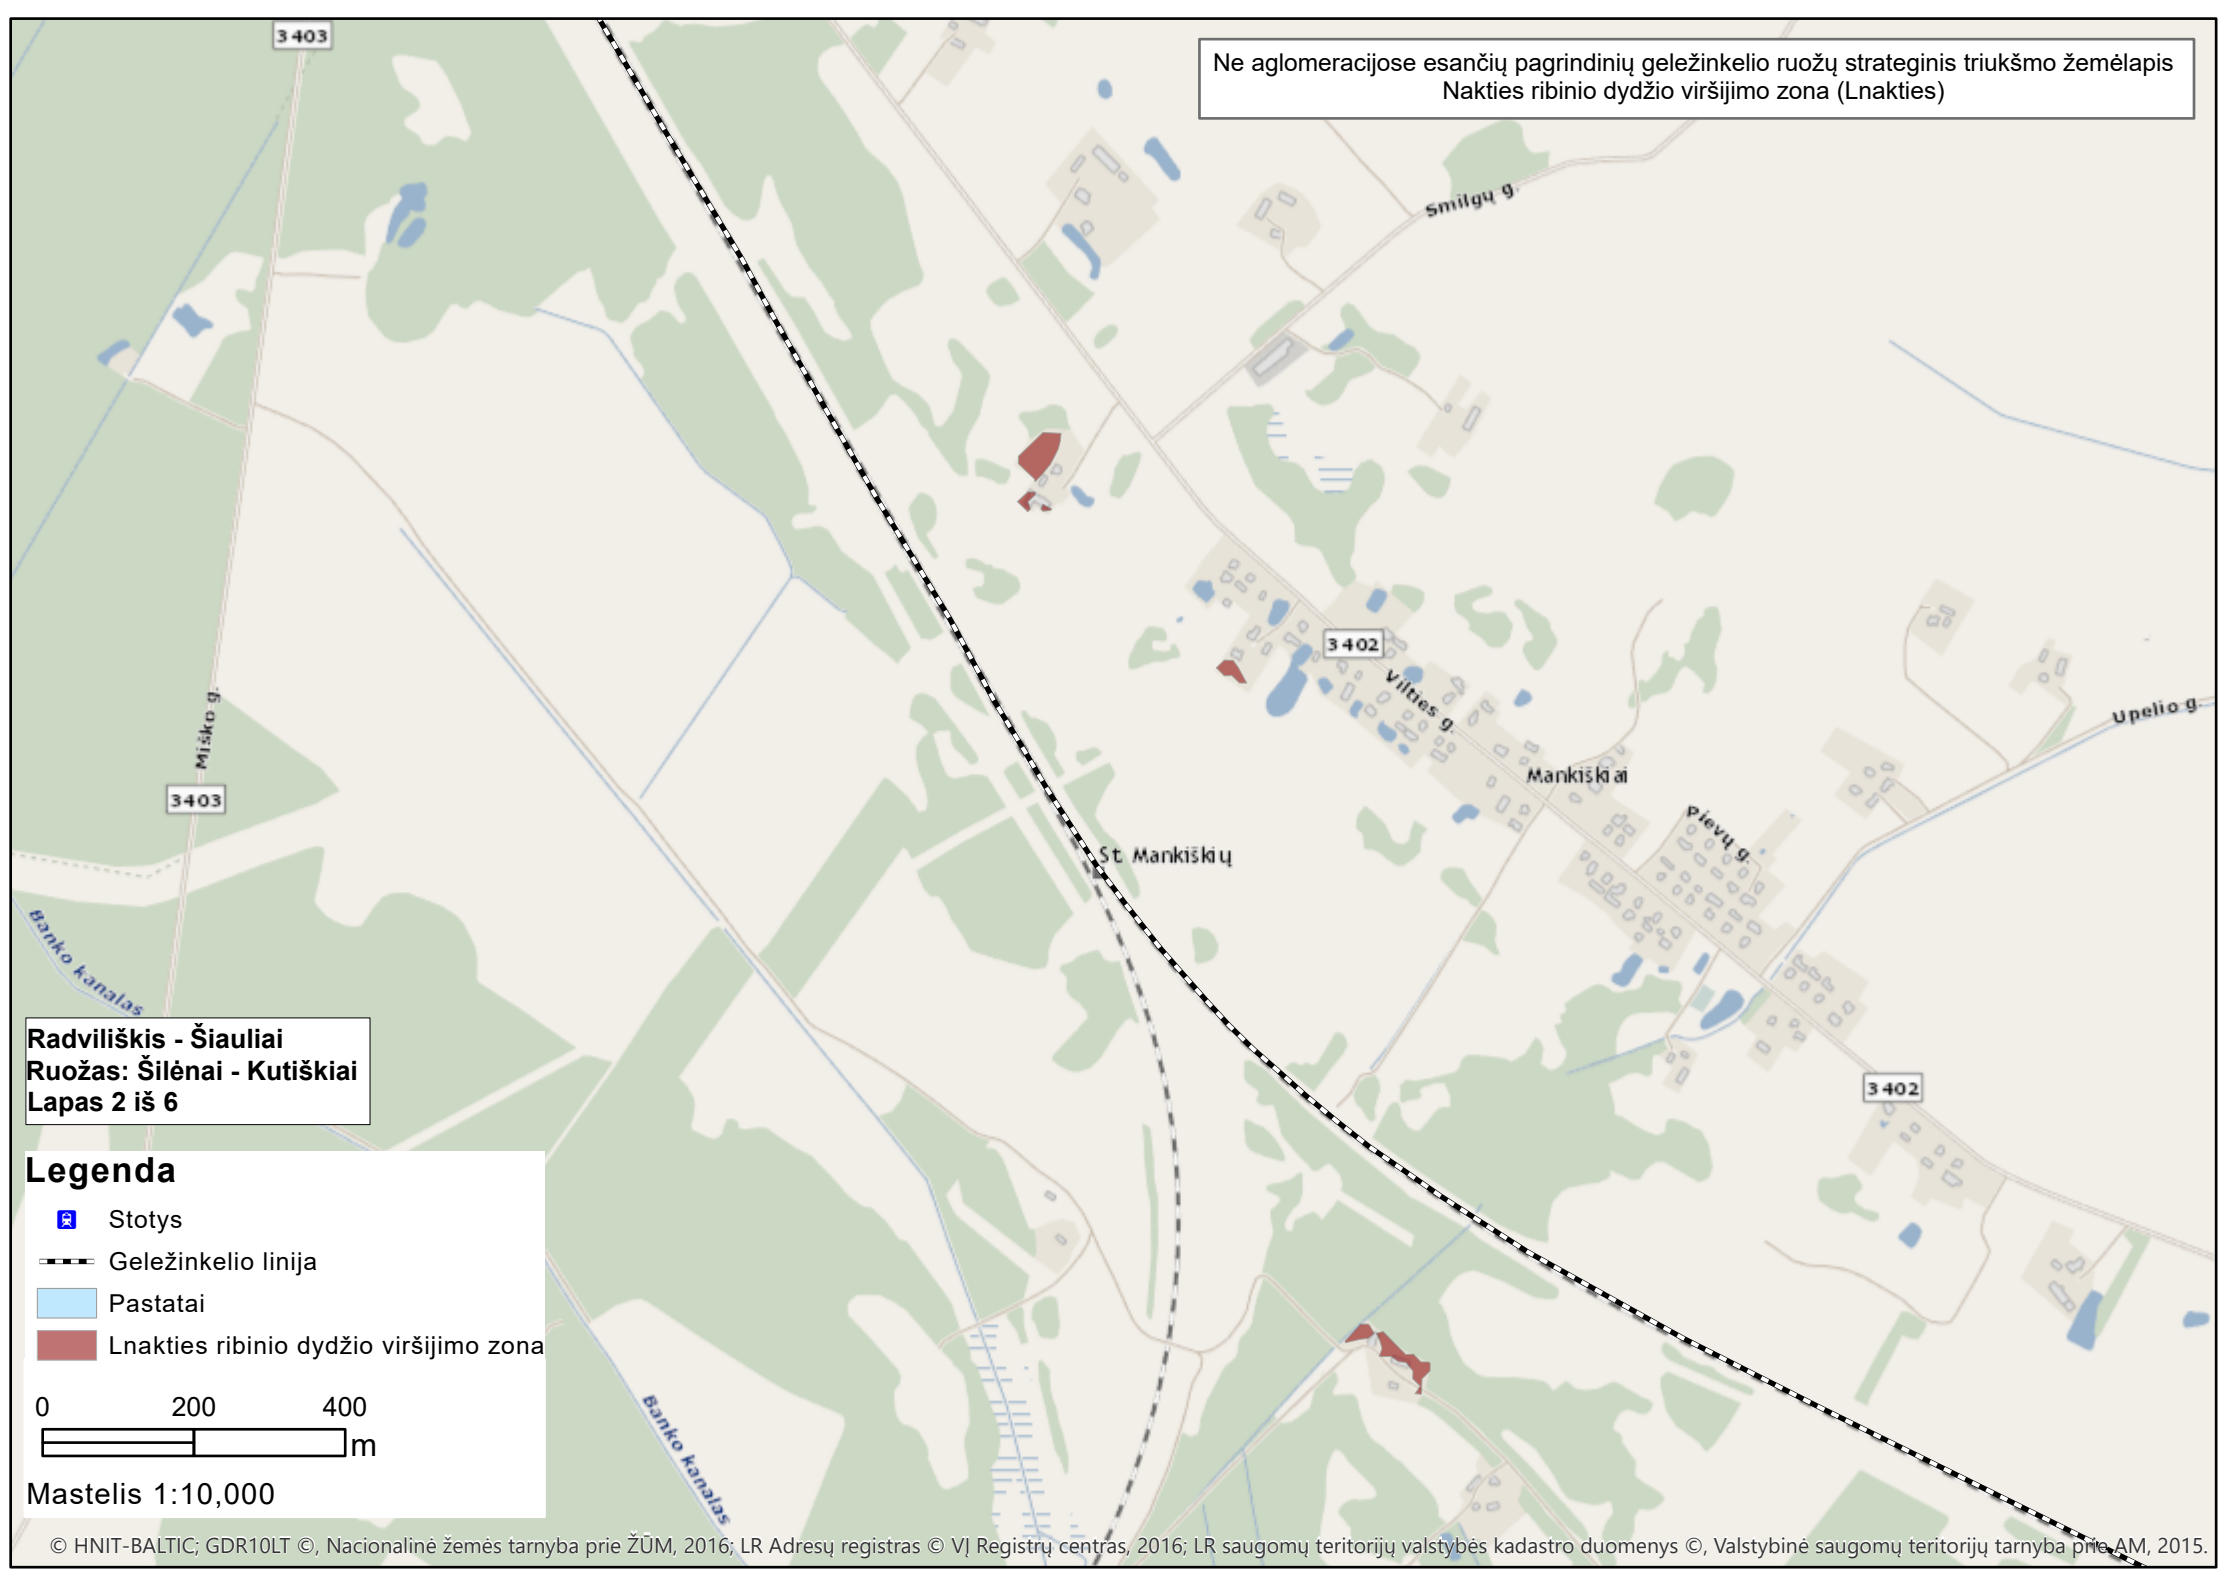 Ne aglomeracijose esančių pagrindinių geležinkelio ruožų strateginis triukšmo žemėlapis
Nakties ribinio dydžio viršijimo zona (Lnakties)
3403
Smilgų g.
3402
Vilties g.
Miško g.
Upelio g.
Mankiškiai
3403
Pievų g.
St. Mankiškių
Banko kanalas
Radviliškis - Šiauliai
Ruožas: Šilėnai - Kutiškiai
Lapas 2 iš 6
3402
Legenda
Stotys
Geležinkelio linija
Pastatai
Lnakties ribinio dydžio viršijimo zona
0 200 400
m
Banko kanalas
Mastelis 1:10,000
© HNIT-BALTIC; GDR10LT ©, Nacionalinė žemės tarnyba prie ŽŪM, 2016; LR Adresų registras © VĮ Registrų centras, 2016; LR saugomų teritorijų valstybės kadastro duomenys ©, Valstybinė saugomų teritorijų tarnyba prie AM, 2015.